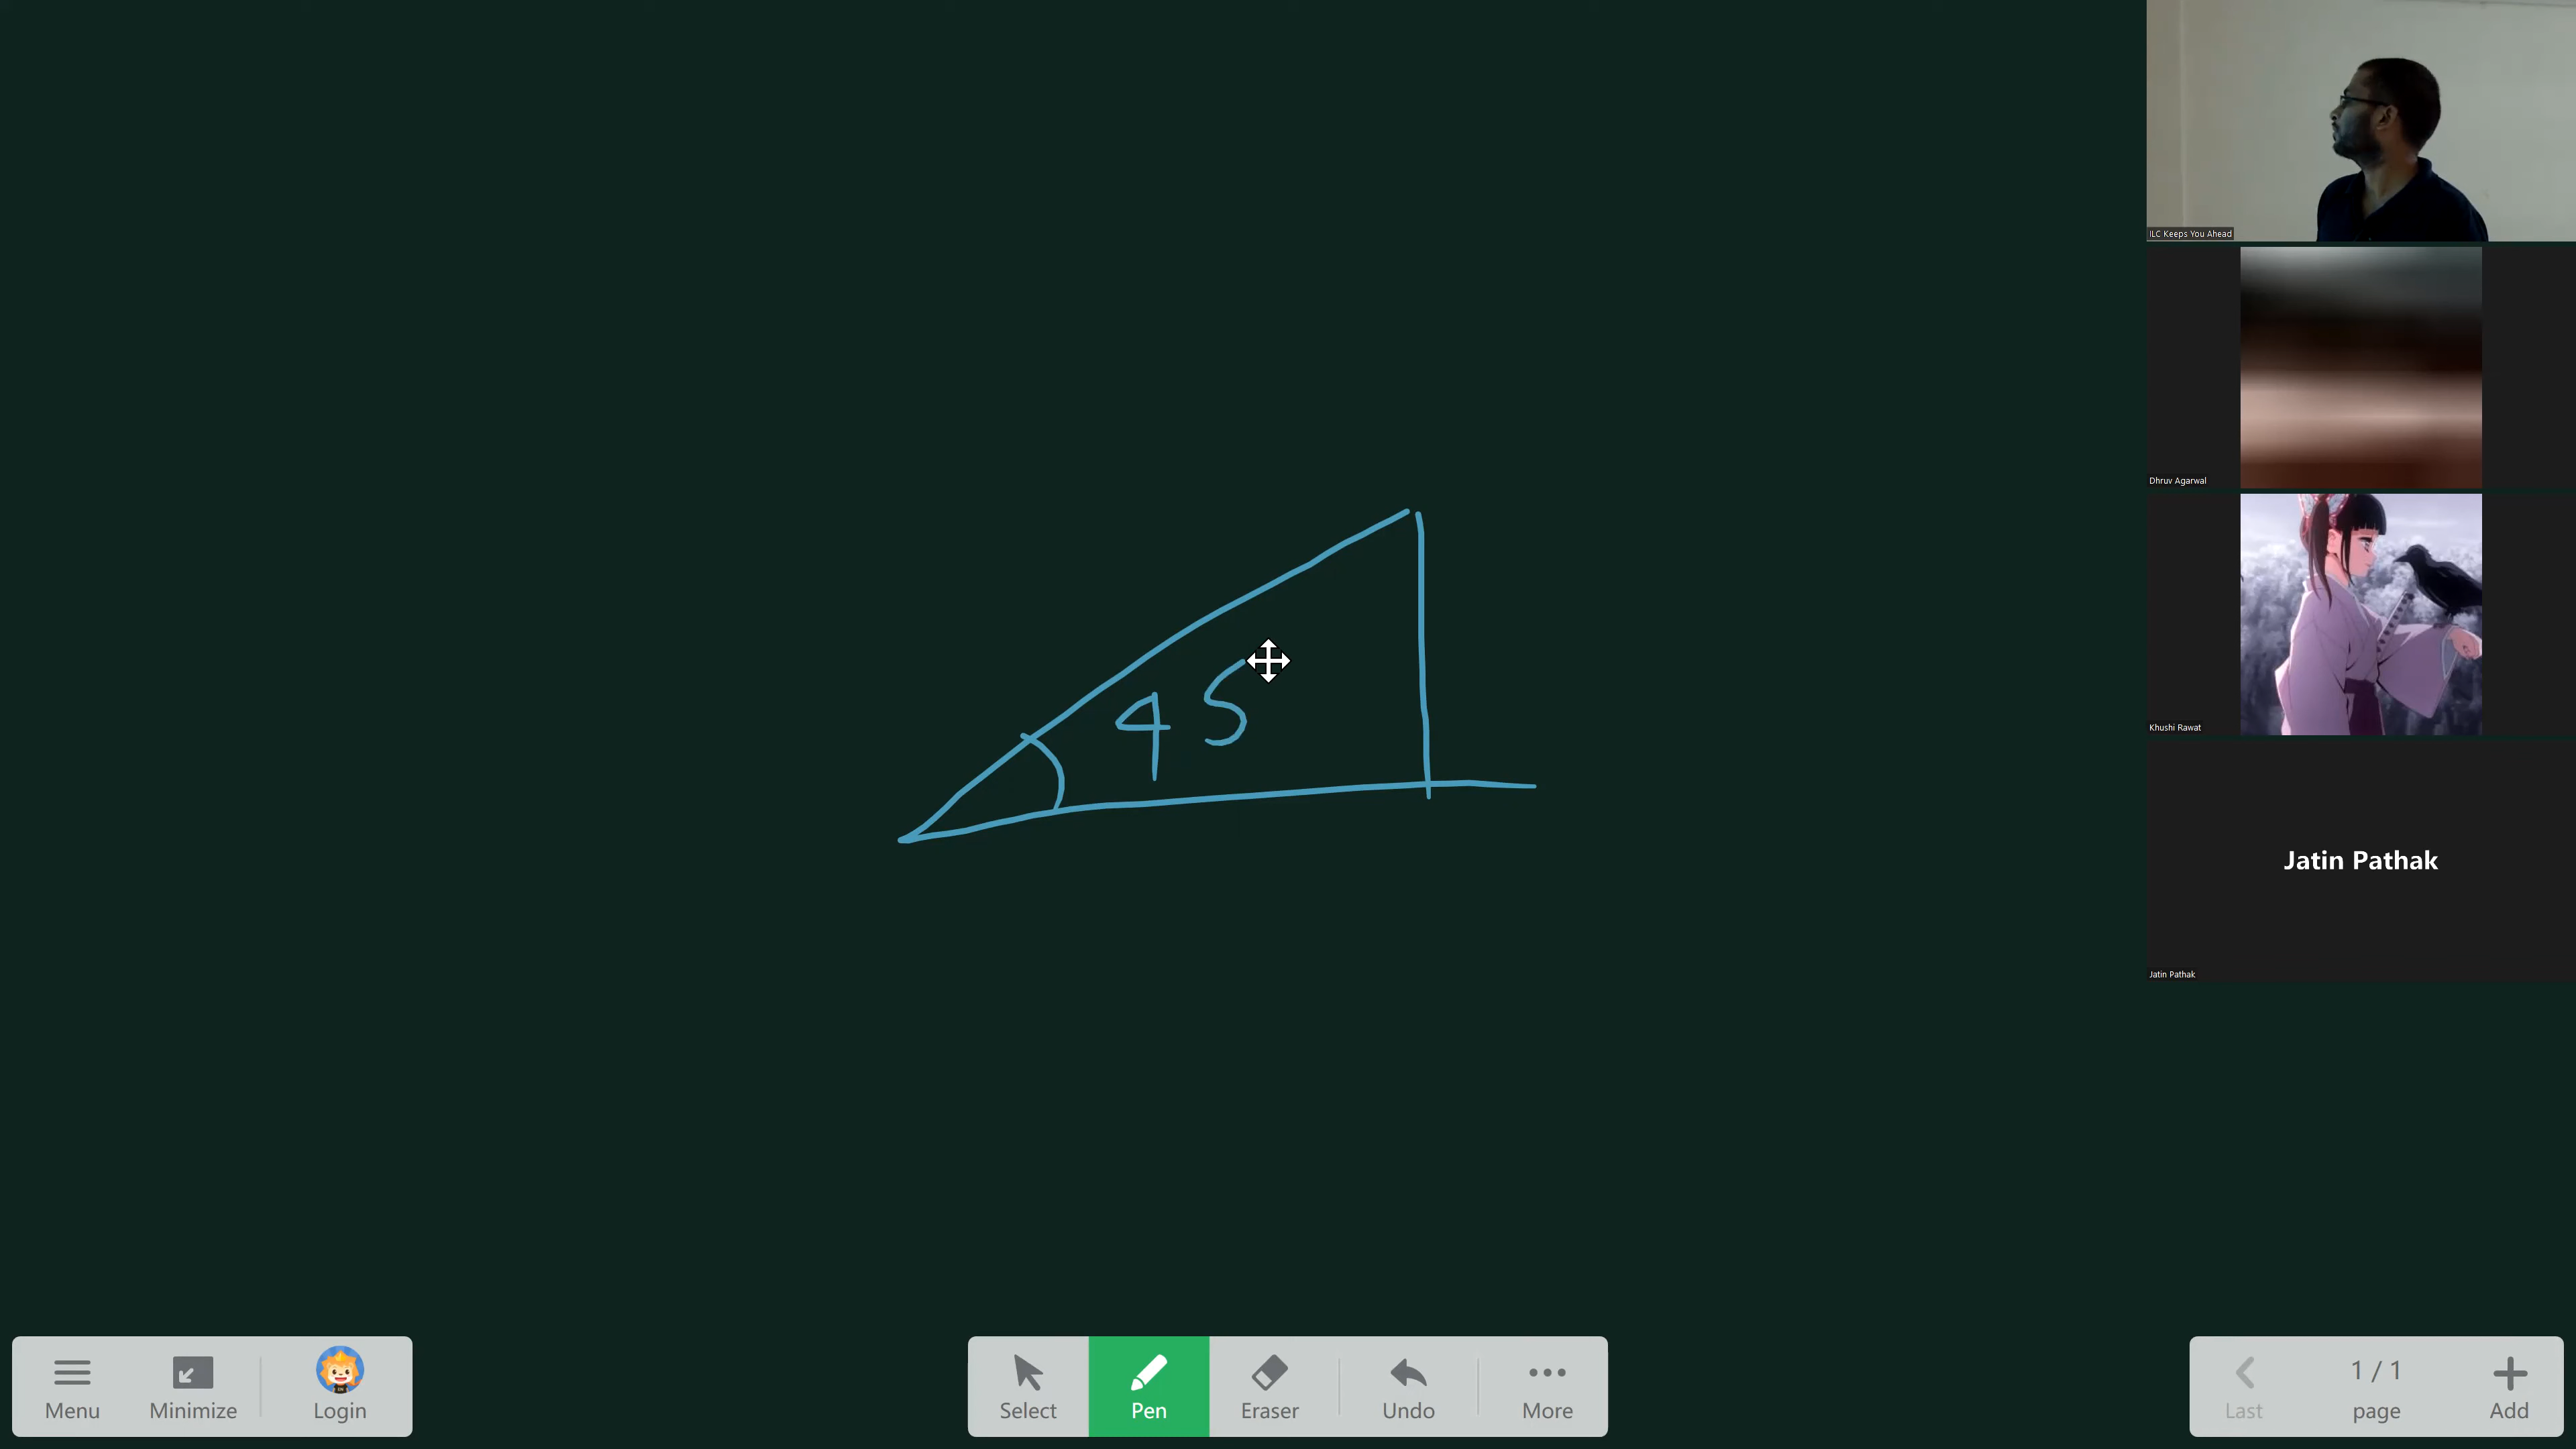 ILC Keeps You Ahead
Dhruv Agarwal
45
Khushi Rawat
Jatin Pathak
Jatin Pathak
Menu
Minimize
Login
Select
Pen
Eraser
Undo
More
Last
1 / 1
page
Add